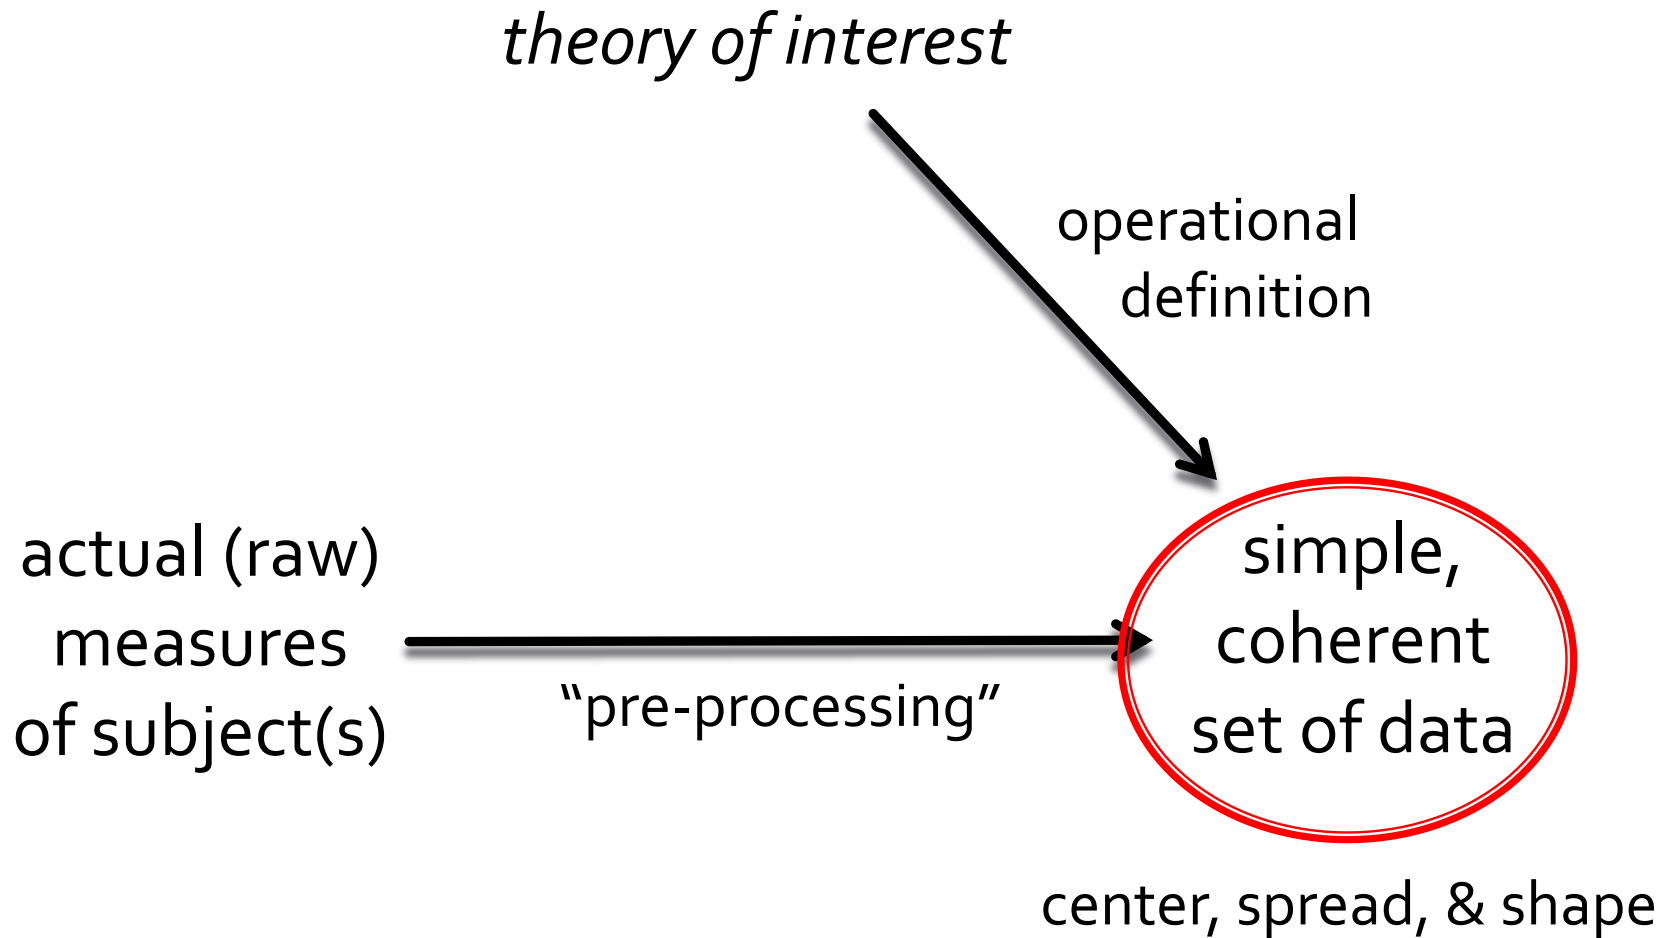 theory of interest
operational
definition
actual (raw)
measures
of subject(s)
“pre-processing”
simple,
coherent
set of data
center, spread, & shape